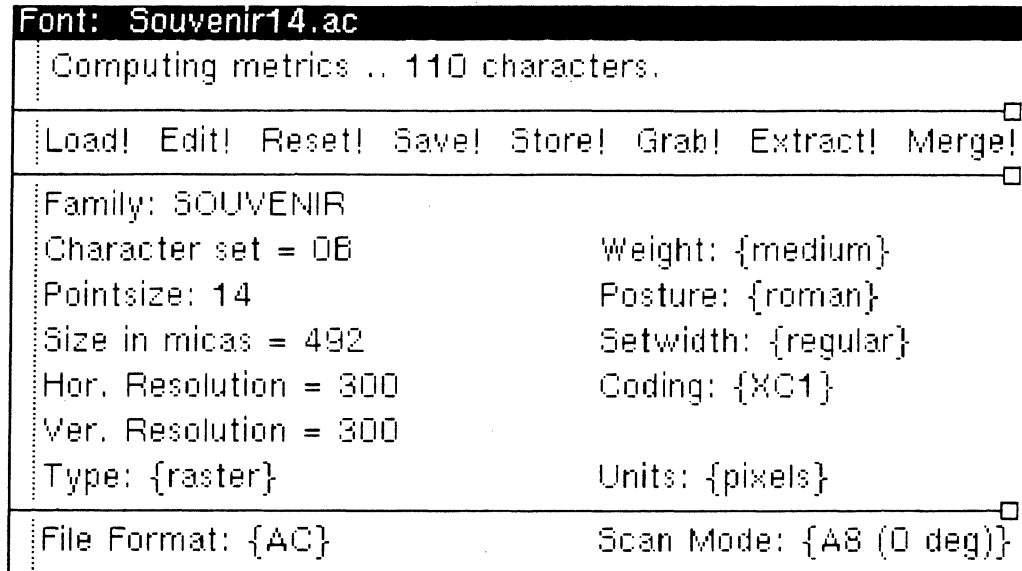 Font: Souvenir14.ac
Computing metrics .. 110 characters.
Load! Edit! Reset! Save! Store! Grab! Extract! Merge!
Family: SOUVENIR
Character set = 0B Weight: {medium}
Pointsize: 14 Posture: {roman}
Size in micas = 492 Setwidth: {regular}
Hor. Resolution = 300 Coding: {XC1}
Ver. Resolution = 300
Type: {raster} Units: {pixels}
File Format: {AC} Scan Mode: {A8 (0 deg)}